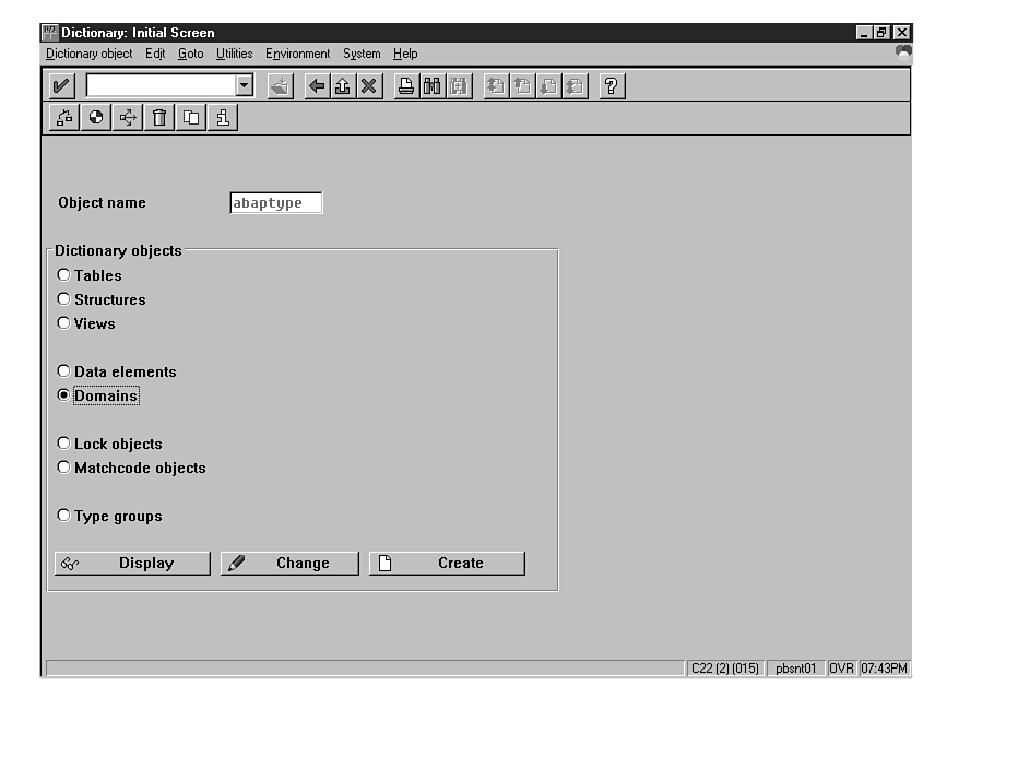 Dictionary: Initial Screen
Dictionary object Edit Goto Utilities Environment System Help
Object name abaptype
Dictionary objects
Tables
Structures
Views
Data elements
Domains
Lock objects
Matchcode objects
Type groups
Display Change Create
C22 (2) (015) pbsnt01 OVR 07:43PM